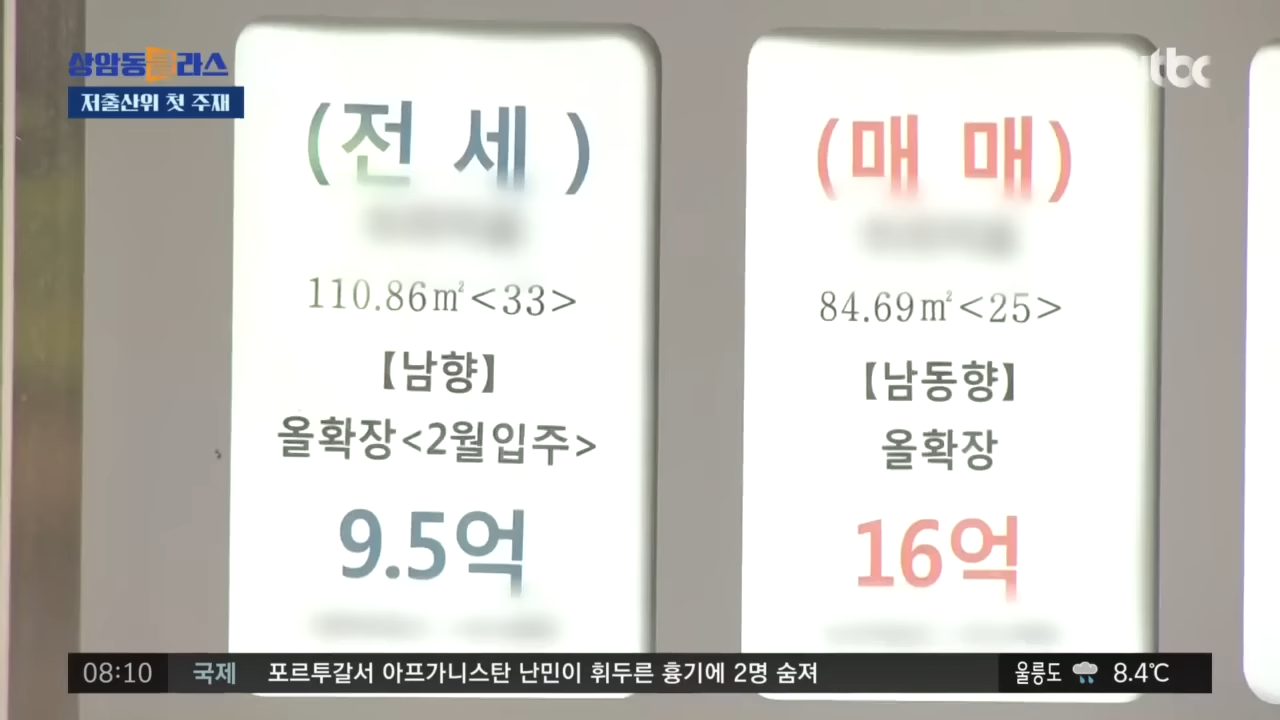 상암동클라스
저출산위 첫 주재
jtbc
(전 세)
110.86㎡<33>
【남향】
올확장<2월입주>
9.5억
(매 매)
84.69㎡<25>
【남동향】
올확장
16억
08:10 국제 포르투갈서 아프가니스탄 난민이 휘두른 흉기에 2명 숨져 울릉도 8.4℃